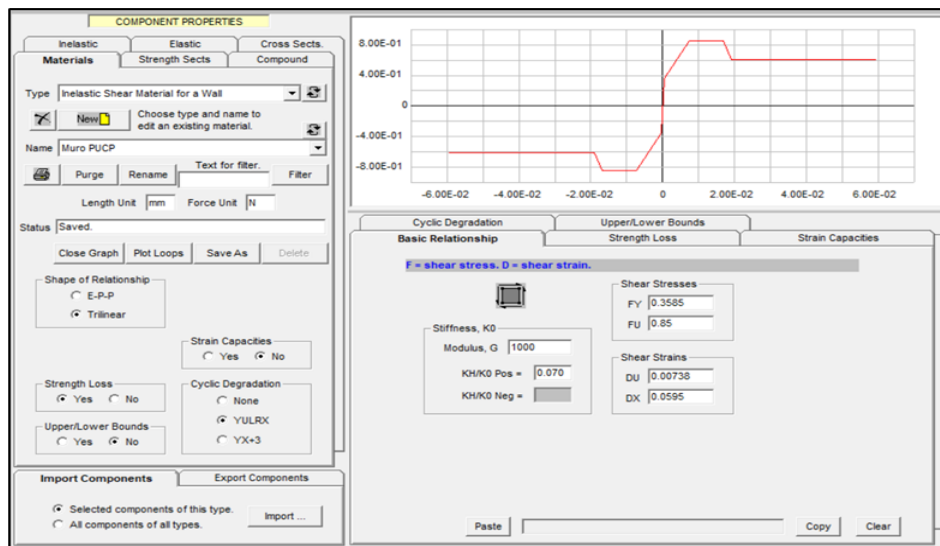 COMPONENT PROPERTIES
Inelastic Elastic Cross Sects.
Materials Strength Sects Compound
Type Inelastic Shear Material for a Wall
New Choose type and name to
edit an existing material.
Name Muro PUCP
Purge Rename Text for filter. Filter
Length Unit mm Force Unit N
Status Saved.
Close Graph Plot Loops Save As Delete
Shape of Relationship
E-P-P
Trilinear
Strain Capacities
Yes No
Strength Loss
Yes No
Cyclic Degradation
None
YULRX
YX+3
Upper/Lower Bounds
Yes No
Import Components Export Components
Selected components of this type.
All components of all types.
Import ...
8.00E-01
4.00E-01
0
-4.00E-01
-8.00E-01
-6.00E-02 -4.00E-02 -2.00E-02 0 2.00E-02 4.00E-02 6.00E-02
Cyclic Degradation Upper/Lower Bounds
Basic Relationship Strength Loss Strain Capacities
F = shear stress. D = shear strain.
Stiffness, K0
Modulus, G 1000
KH/K0 Pos = 0.070
KH/K0 Neg =
Shear Stresses
FY 0.3585
FU 0.85
Shear Strains
DU 0.00738
DX 0.0595
Paste Copy Clear